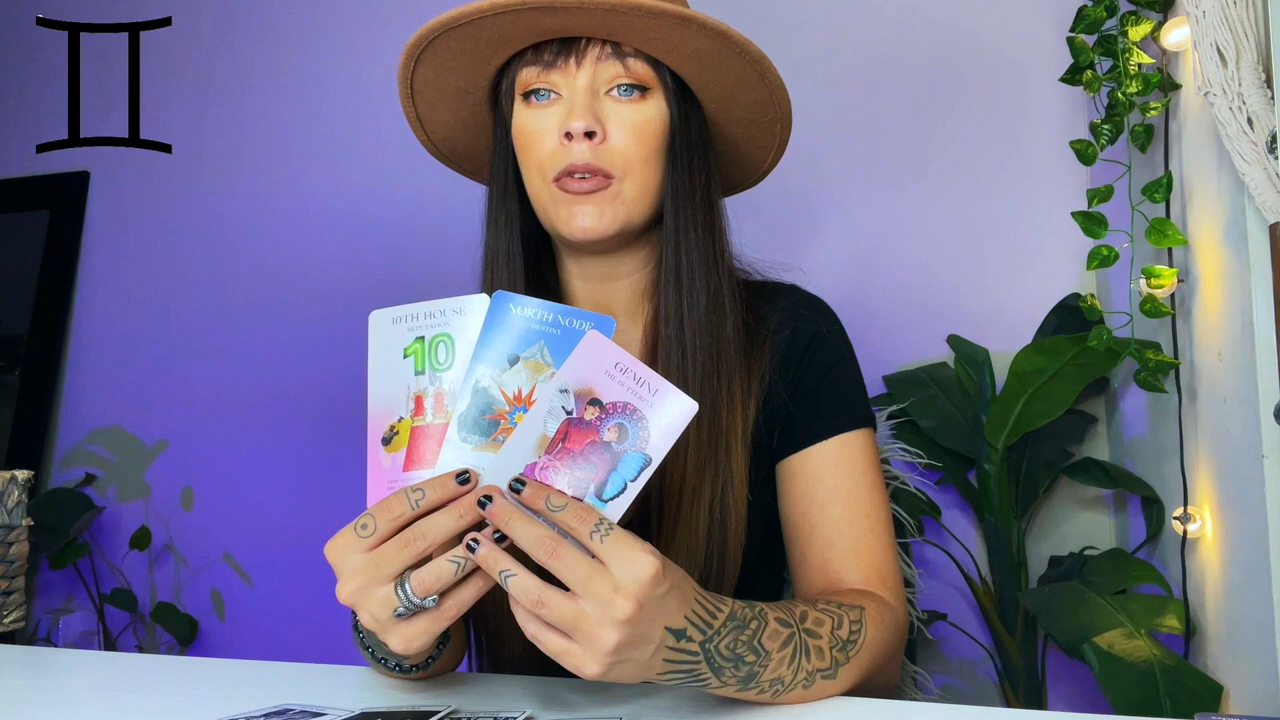 10TH HOUSE
REPUTATION
10
NORTH NODE
DESTINY
GEMINI
THE BUTTERFLY